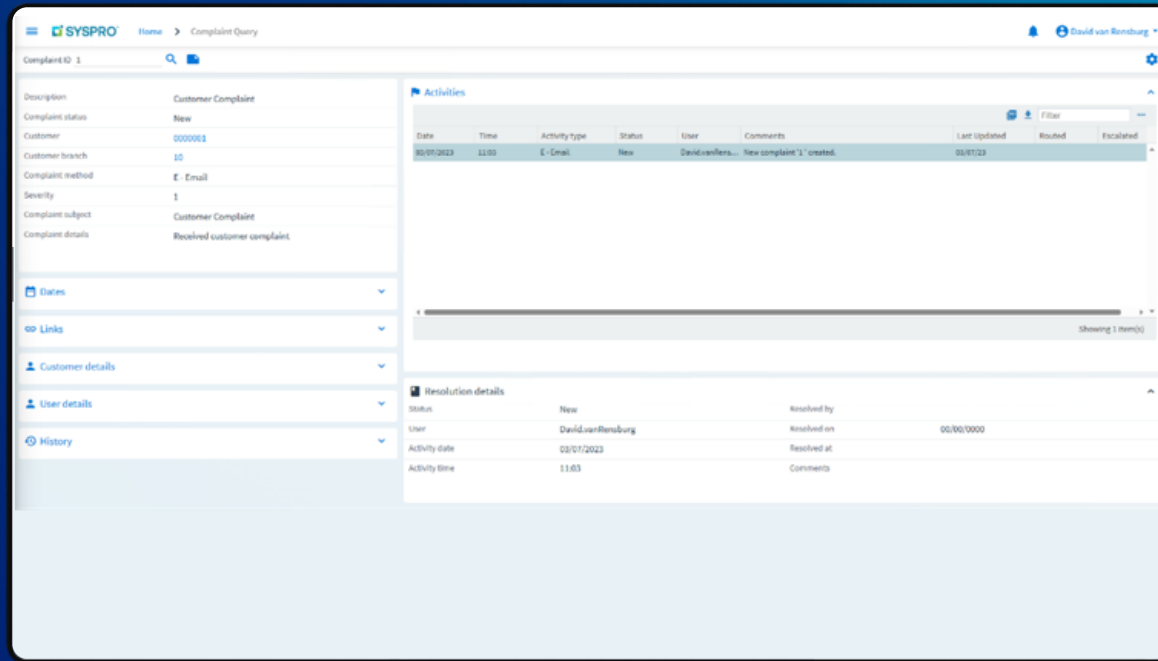 SYSPRO Home > Complaint Query David van Rensburg
Complaint ID 1
Description Customer Complaint
Complaint status New
Customer 0000001
Customer branch 10
Complaint method E - Email
Severity 1
Complaint subject Customer Complaint
Complaint details Received customer complaint
Dates
Links
Customer details
User details
History
Activities
Filter
Date Time Activity type Status User Comments Last Updated Routed Escalated
03/07/2023 11:03 E - Email New David.vanRens... New complaint '1 ' created. 03/07/23
Showing 1 item(s)
Resolution details
Status New Resolved by
User David.vanRensburg Resolved on 00/00/0000
Activity date 03/07/2023 Resolved at
Activity time 11:03 Comments